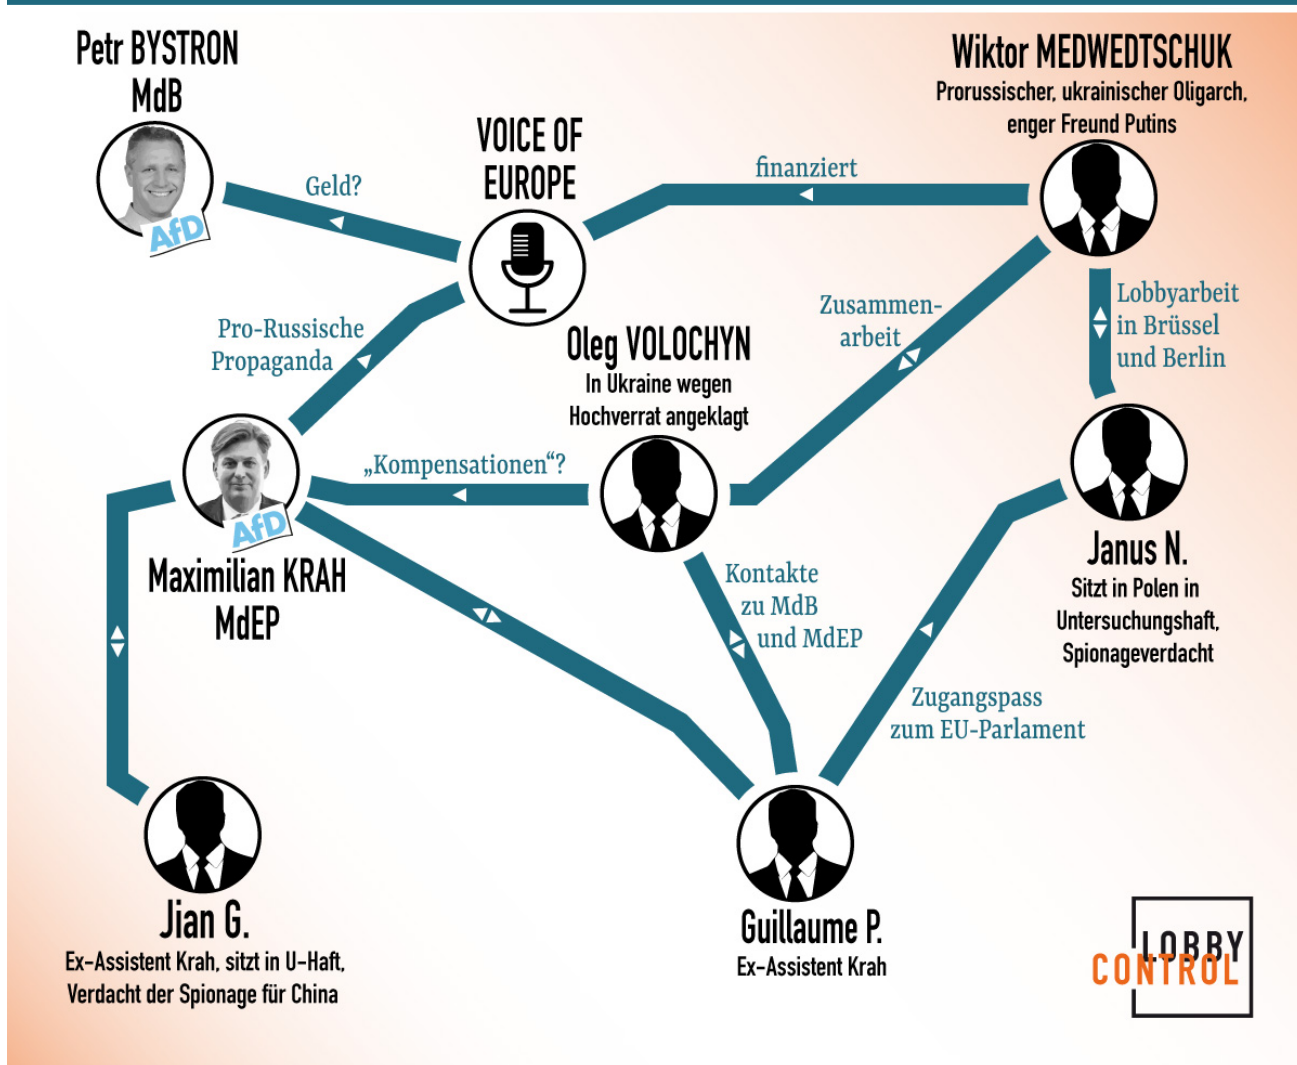 Petr BYSTRON
MdB
AfD
Geld?
VOICE OF
EUROPE
finanziert
Wiktor MEDWEDTSCHUK
Prorussischer, ukrainischer Oligarch,
enger Freund Putins
Pro-Russische
Propaganda
Oleg VOLOCHYN
In Ukraine wegen
Hochverrat angeklagt
Zusammen-
arbeit
Lobbyarbeit
in Brüssel
und Berlin
„Kompensationen“?
AfD
Maximilian KRAH
MdEP
Kontakte
zu MdB
und MdEP
Janus N.
Sitzt in Polen in
Untersuchungshaft,
Spionageverdacht
Zugangspass
zum EU-Parlament
Jian G.
Ex-Assistent Krah, sitzt in U-Haft,
Verdacht der Spionage für China
Guillaume P.
Ex-Assistent Krah
LOBBY
CONTROL